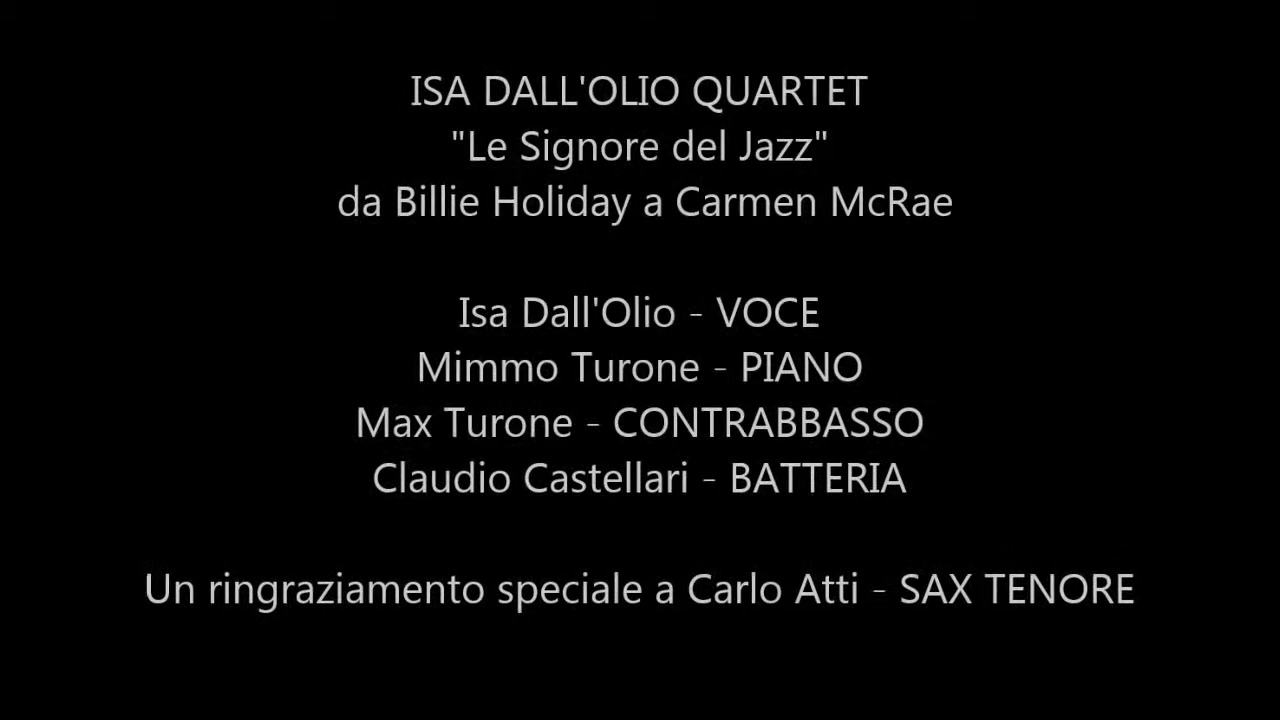 ISA DALL'OLIO QUARTET
"Le Signore del Jazz"
da Billie Holiday a Carmen McRae
Isa Dall'Olio - VOCE
Mimmo Turone - PIANO
Max Turone - CONTRABBASSO
Claudio Castellari - BATTERIA
Un ringraziamento speciale a Carlo Atti - SAX TENORE